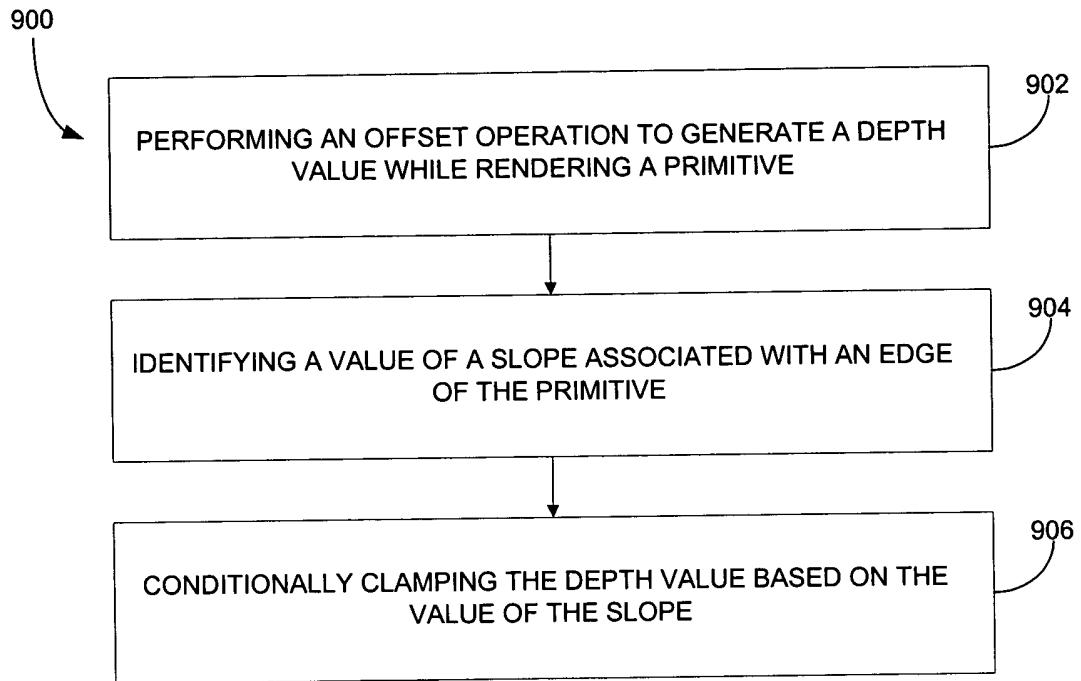 900
902
PERFORMING AN OFFSET OPERATION TO GENERATE A DEPTH
VALUE WHILE RENDERING A PRIMITIVE
904
IDENTIFYING A VALUE OF A SLOPE ASSOCIATED WITH AN EDGE
OF THE PRIMITIVE
906
CONDITIONALLY CLAMPING THE DEPTH VALUE BASED ON THE
VALUE OF THE SLOPE